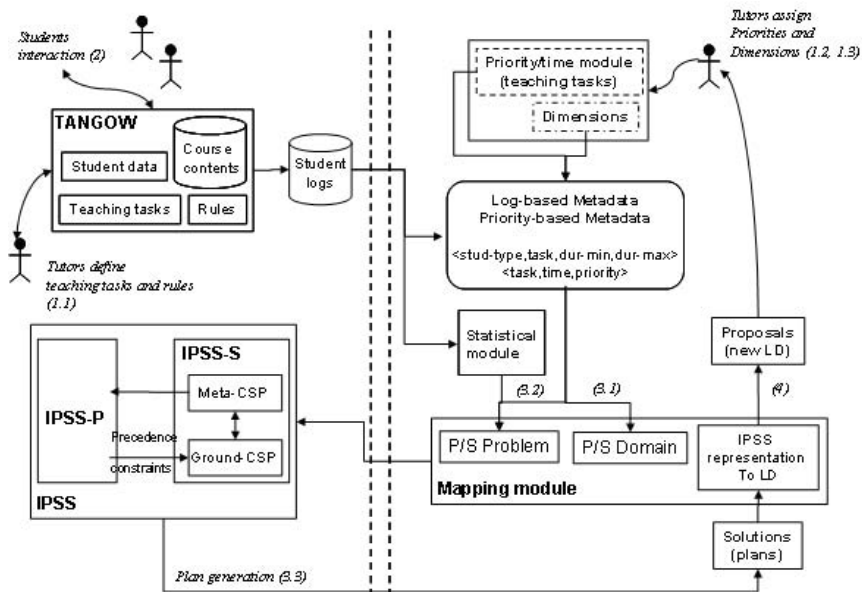 Students
interaction (2)
TANGOW
Course
contents
Student data
Teaching tasks
Rules
Student
logs
Tutors define
teaching tasks and rules
(1.1)
Tutors assign
Priorities and
Dimensions (1.2, 1.3)
Priority/time module
(teaching tasks)
Dimensions
Log-based Metadata
Priority-based Metadata
<stud-type,task,dur-min,dur-max>
<task,time,priority>
Statistical
module
(3.2)
(3.1)
Proposals
(new LD)
(4)
IPSS-S
Meta-CSP
IPSS-P
Precedence
constraints
Ground-CSP
IPSS
P/S Problem
P/S Domain
IPSS
representation
To LD
Mapping module
Solutions
(plans)
Plan generation (3.3)